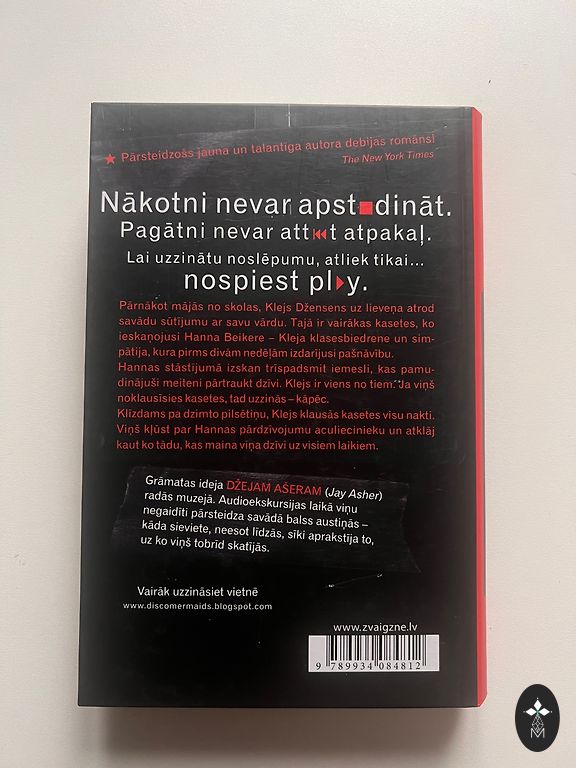 ★ Pārsteidzošs jauna un talantīga autora debijas romāns!
The New York Times
Nākotni nevar apst■dināt.
Pagātni nevar att⏮t atpakaļ.
Lai uzzinātu noslēpumu, atliek tikai...
nospiest pl▶y.
Pārnākot mājās no skolas, Klejs Džensens uz lieveņa atrod
savādu sūtījumu ar savu vārdu. Tajā ir vairākas kasetes, ko
ieskaņojusi Hanna Beikere – Kleja klasesbiedrene un sim-
pātija, kura pirms divām nedēļām izdarījusi pašnāvību.
Hannas stāstījumā izskan trīspadsmit iemesli, kas pamu-
dinājuši meiteni pārtraukt dzīvi. Klejs ir viens no tiem. Ja viņš
noklausīsies kasetes, tad uzzinās – kāpēc.
Klīzdams pa dzimto pilsētiņu, Klejs klausās kasetes visu nakti.
Viņš kļūst par Hannas pārdzīvojumu aculiecinieku un atklāj
kaut ko tādu, kas maina viņa dzīvi uz visiem laikiem.
Grāmatas ideja DŽEJAM AŠERAM (Jay Asher)
radās muzejā. Audioekskursijas laikā viņu
negaidīti pārsteidza savādā balss austiņās –
kāda sieviete, neesot līdzās, sīki aprakstīja to,
uz ko viņš tobrīd skatījās.
Vairāk uzzināsiet vietnē
www.discomermaids.blogspot.com
www.zvaigzne.lv
9 789934 084812
M